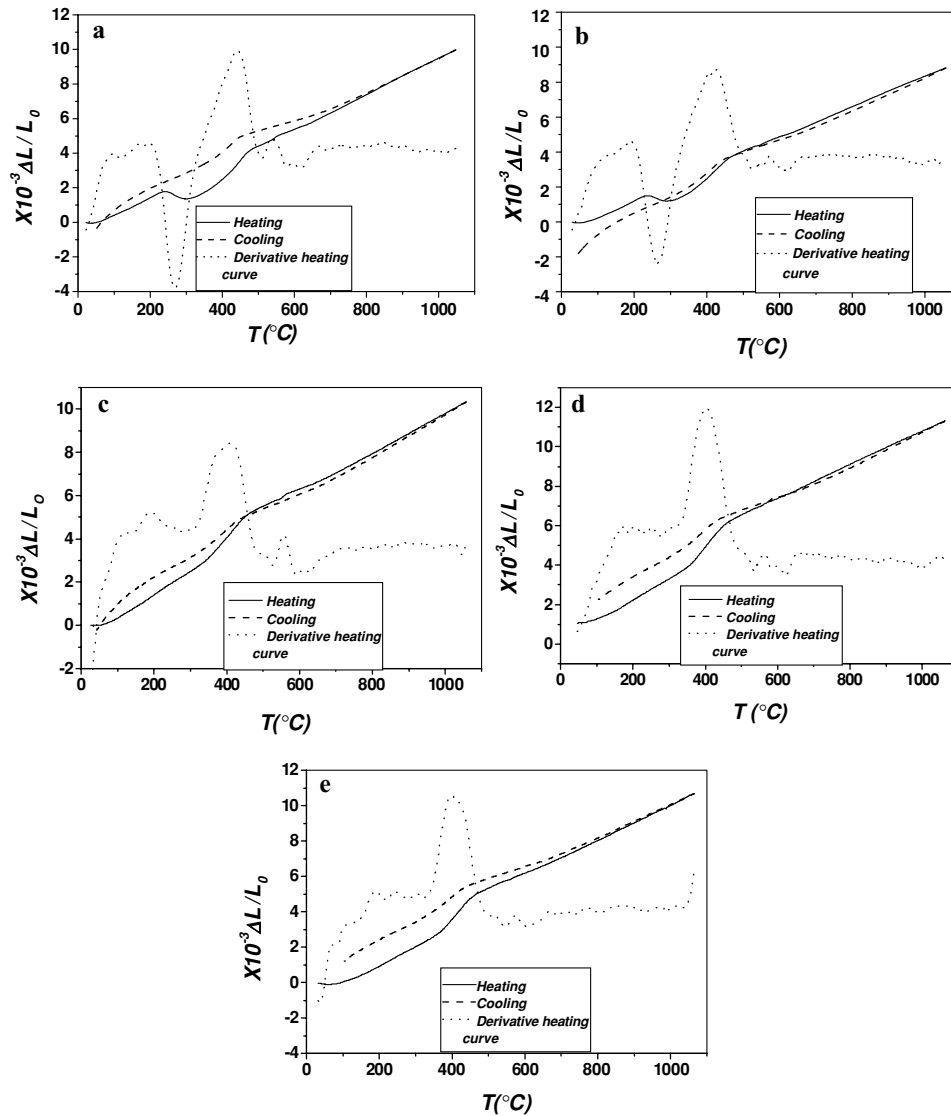 a
12
10
8
6
4
2
0
-2
-4
X10⁻³ ΔL / L₀
0 200 400 600 800 1000
T(°C)
Heating
Cooling
Derivative heating
curve
b
12
10
8
6
4
2
0
-2
-4
X10⁻³ ΔL / L₀
0 200 400 600 800 1000
T(°C)
Heating
Cooling
Derivative heating
curve
c
10
8
6
4
2
0
-2
X10⁻³ ΔL / L₀
0 200 400 600 800 1000
T(°C)
Heating
Cooling
Derivative heating
curve
d
12
10
8
6
4
2
0
X10⁻³ ΔL / L₀
0 200 400 600 800 1000
T (°C)
Heating
Cooling
Derivative heating
curve
e
12
10
8
6
4
2
0
-2
-4
X10⁻³ ΔL / L₀
0 200 400 600 800 1000
T(°C)
Heating
Cooling
Derivative heating
curve